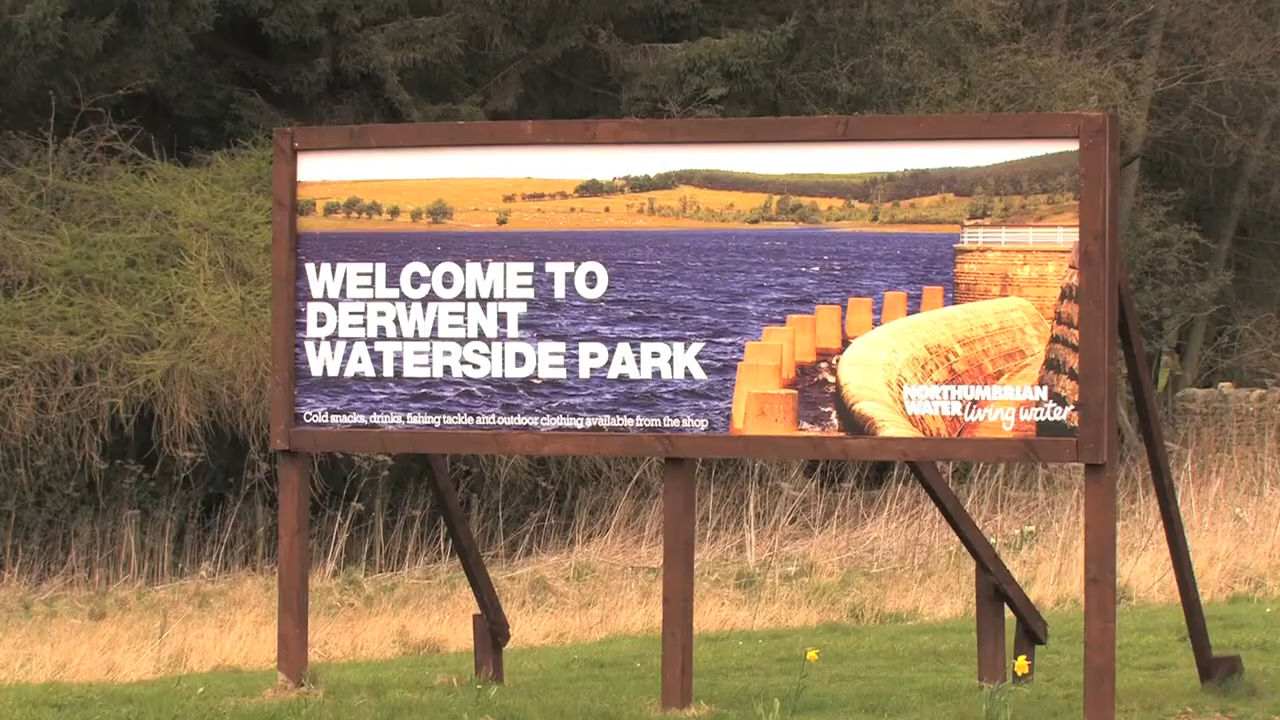 WELCOME TO
DERWENT
WATERSIDE PARK
Cold snacks, drinks, fishing tackle and outdoor clothing available from the shop
NORTHUMBRIAN
WATER living water